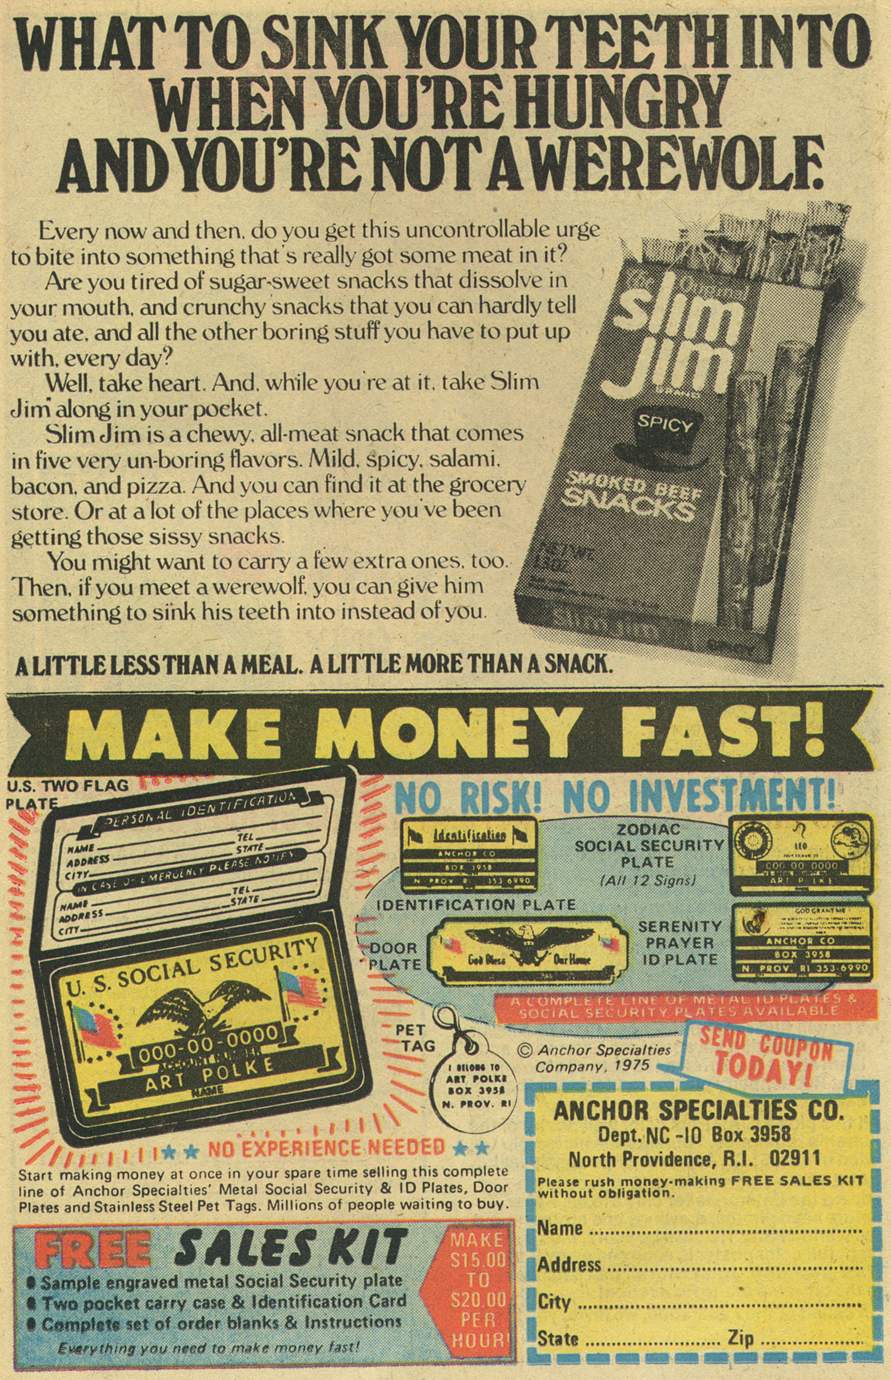 WHAT TO SINK YOUR TEETH INTO
WHEN YOU'RE HUNGRY
AND YOU'RE NOT A WEREWOLF.
Every now and then, do you get this uncontrollable urge
to bite into something that's really got some meat in it?
Are you tired of sugar-sweet snacks that dissolve in
your mouth, and crunchy snacks that you can hardly tell
you ate, and all the other boring stuff you have to put up
with, every day?
Well, take heart. And, while you're at it, take Slim
Jim along in your pocket.
Slim Jim is a chewy, all-meat snack that comes
in five very un-boring flavors. Mild, spicy, salami,
bacon, and pizza. And you can find it at the grocery
store. Or at a lot of the places where you've been
getting those sissy snacks.
You might want to carry a few extra ones, too.
Then, if you meet a werewolf, you can give him
something to sink his teeth into instead of you.
The Original
slim
jim
BRAND
SPICY
SMOKED BEEF
SNACKS
NET WT.
slim jim
SPICY
A LITTLE LESS THAN A MEAL. A LITTLE MORE THAN A SNACK.
MAKE MONEY FAST!
U.S. TWO FLAG
PLATE
PERSONAL IDENTIFICATION
NAME TEL
ADDRESS STATE
CITY
IN CASE OF EMERGENCY PLEASE NOTIFY
NAME TEL
ADDRESS STATE
CITY
U. S. SOCIAL SECURITY
000-00-0000
ACCOUNT NUMBER
ART POLKE
NAME
NO RISK! NO INVESTMENT!
Identification
ANCHOR CO
BOX 3958
N. PROV R.I. 353-6990
IDENTIFICATION PLATE
ZODIAC
SOCIAL SECURITY
PLATE
(All 12 Signs)
LEO
000 00 0000
ART POLKE
DOOR
PLATE
God Bless Our Home
SERENITY
PRAYER
ID PLATE
GOD GRANT ME
ANCHOR CO
BOX 3958
N. PROV. RI 353-6990
A COMPLETE LINE OF METAL ID PLATES &
SOCIAL SECURITY PLATES AVAILABLE
PET
TAG
I BELONG TO
ART POLKE
BOX 3958
N. PROV. RI
© Anchor Specialties
Company, 1975
SEND COUPON
TODAY!
NO EXPERIENCE NEEDED
Start making money at once in your spare time selling this complete
line of Anchor Specialties' Metal Social Security & ID Plates, Door
Plates and Stainless Steel Pet Tags. Millions of people waiting to buy.
FREE SALES KIT
Sample engraved metal Social Security plate
Two pocket carry case & Identification Card
Complete set of order blanks & Instructions
Everything you need to make money fast!
MAKE
$15.00
TO
$20.00
PER
HOUR!
ANCHOR SPECIALTIES CO.
Dept. NC-10 Box 3958
North Providence, R.I. 02911
Please rush money-making FREE SALES KIT
without obligation.
Name
Address
City
State Zip